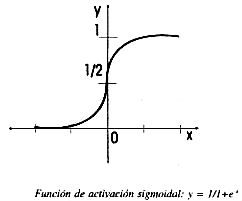 y
1
1/2
0
x
Función de activación sigmoidal: y = 1/1+e